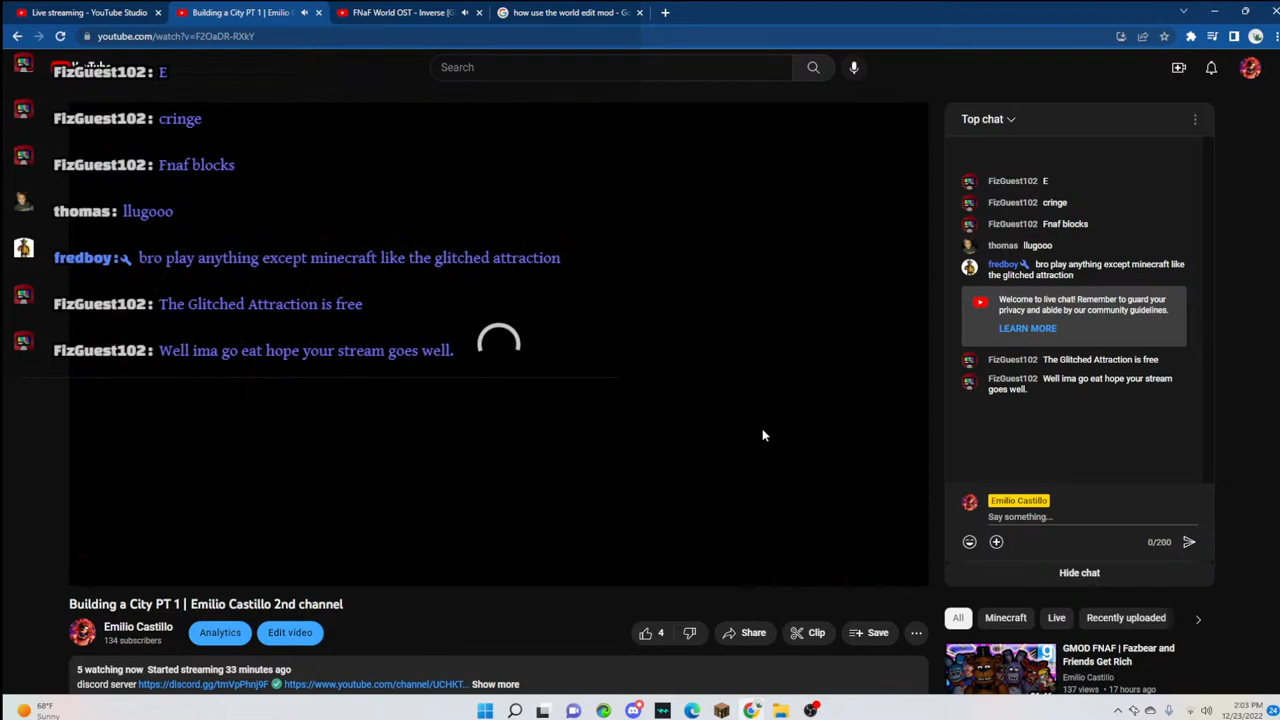 Live streaming - YouTube Studio
Building a City PT 1 | Emilio C
FNaF World OST - Inverse [G
how use the world edit mod - Go
youtube.com/watch?v=F2OaDR-RXkY
Search
FizGuest102: E
FizGuest102: cringe
FizGuest102: Fnaf blocks
thomas: llugooo
fredboy: bro play anything except minecraft like the glitched attraction
FizGuest102: The Glitched Attraction is free
FizGuest102: Well ima go eat hope your stream goes well.
Top chat
FizGuest102 E
FizGuest102 cringe
FizGuest102 Fnaf blocks
thomas llugooo
fredboy bro play anything except minecraft like
the glitched attraction
Welcome to live chat! Remember to guard your
privacy and abide by our community guidelines.
LEARN MORE
FizGuest102 The Glitched Attraction is free
FizGuest102 Well ima go eat hope your stream
goes well.
Emilio Castillo
Say something...
0/200
Hide chat
Building a City PT 1 | Emilio Castillo 2nd channel
Emilio Castillo
134 subscribers
Analytics
Edit video
4
Share
Clip
Save
5 watching now Started streaming 33 minutes ago
discord server https://discord.gg/tmVpPhnj9F https://www.youtube.com/channel/UCHKT... Show more
All
Minecraft
Live
Recently uploaded
GMOD FNAF | Fazbear and
Friends Get Rich
Emilio Castillo
137 views • 17 hours ago
68°F
Sunny
2:03 PM
12/23/2022
24